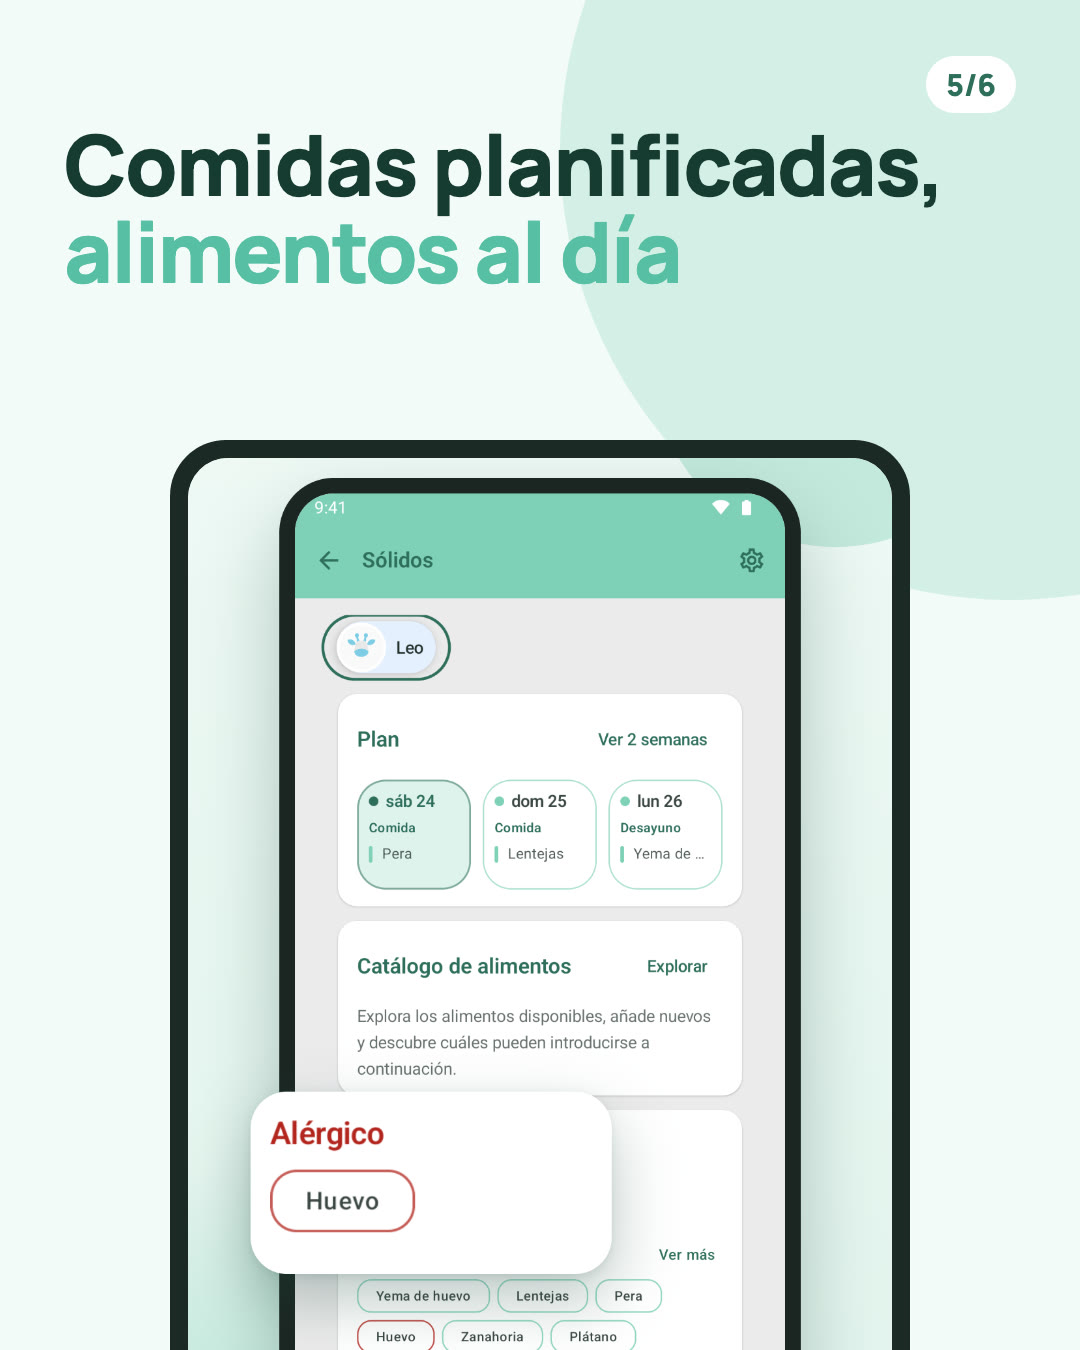 5/6
Comidas planificadas,
alimentos al día
9:41
Sólidos
Leo
Plan
Ver 2 semanas
sáb 24
Comida
Pera
dom 25
Comida
Lentejas
lun 26
Desayuno
Yema de ...
Catálogo de alimentos
Explorar
Explora los alimentos disponibles, añade nuevos
y descubre cuáles pueden introducirse a
continuación.
Alérgico
Huevo
Ver más
Yema de huevo
Lentejas
Pera
Huevo
Zanahoria
Plátano